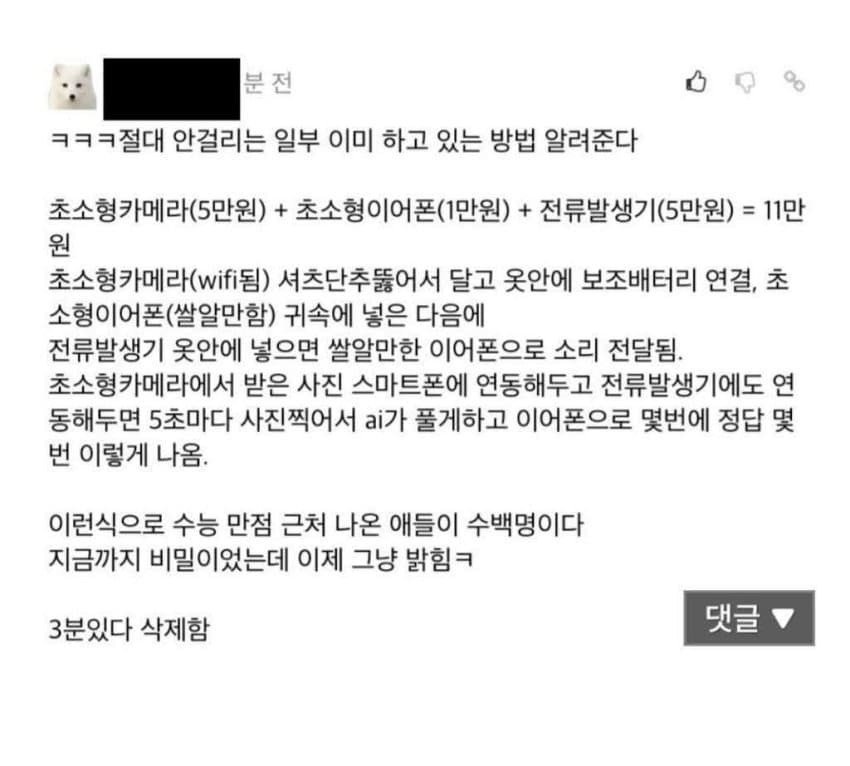 분 전
ㅋㅋㅋ절대 안걸리는 일부 이미 하고 있는 방법 알려준다
초소형카메라(5만원) + 초소형이어폰(1만원) + 전류발생기(5만원) = 11만
원
초소형카메라(wifi됨) 셔츠단추뚫어서 달고 옷안에 보조배터리 연결, 초
소형이어폰(쌀알만함) 귀속에 넣은 다음에
전류발생기 옷안에 넣으면 쌀알만한 이어폰으로 소리 전달됨.
초소형카메라에서 받은 사진 스마트폰에 연동해두고 전류발생기에도 연
동해두면 5초마다 사진찍어서 ai가 풀게하고 이어폰으로 몇번에 정답 몇
번 이렇게 나옴.
이런식으로 수능 만점 근처 나온 애들이 수백명이다
지금까지 비밀이었는데 이제 그냥 밝힘ㅋ
3분있다 삭제함
댓글 ▼